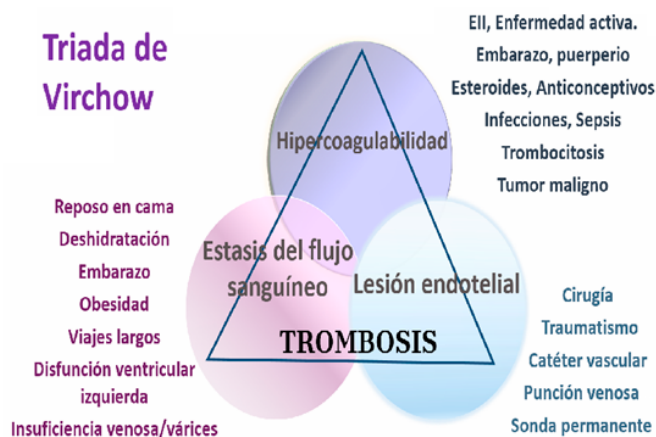 Triada de
Virchow
EII, Enfermedad activa.
Embarazo, puerperio
Esteroides, Anticonceptivos
Infecciones, Sepsis
Trombocitosis
Tumor maligno
Hipercoagulabilidad
Reposo en cama
Deshidratación
Embarazo
Obesidad
Viajes largos
Disfunción ventricular
izquierda
Insuficiencia venosa/várices
Estasis del flujo
sanguíneo
Lesión endotelial
TROMBOSIS
Cirugía
Traumatismo
Catéter vascular
Punción venosa
Sonda permanente